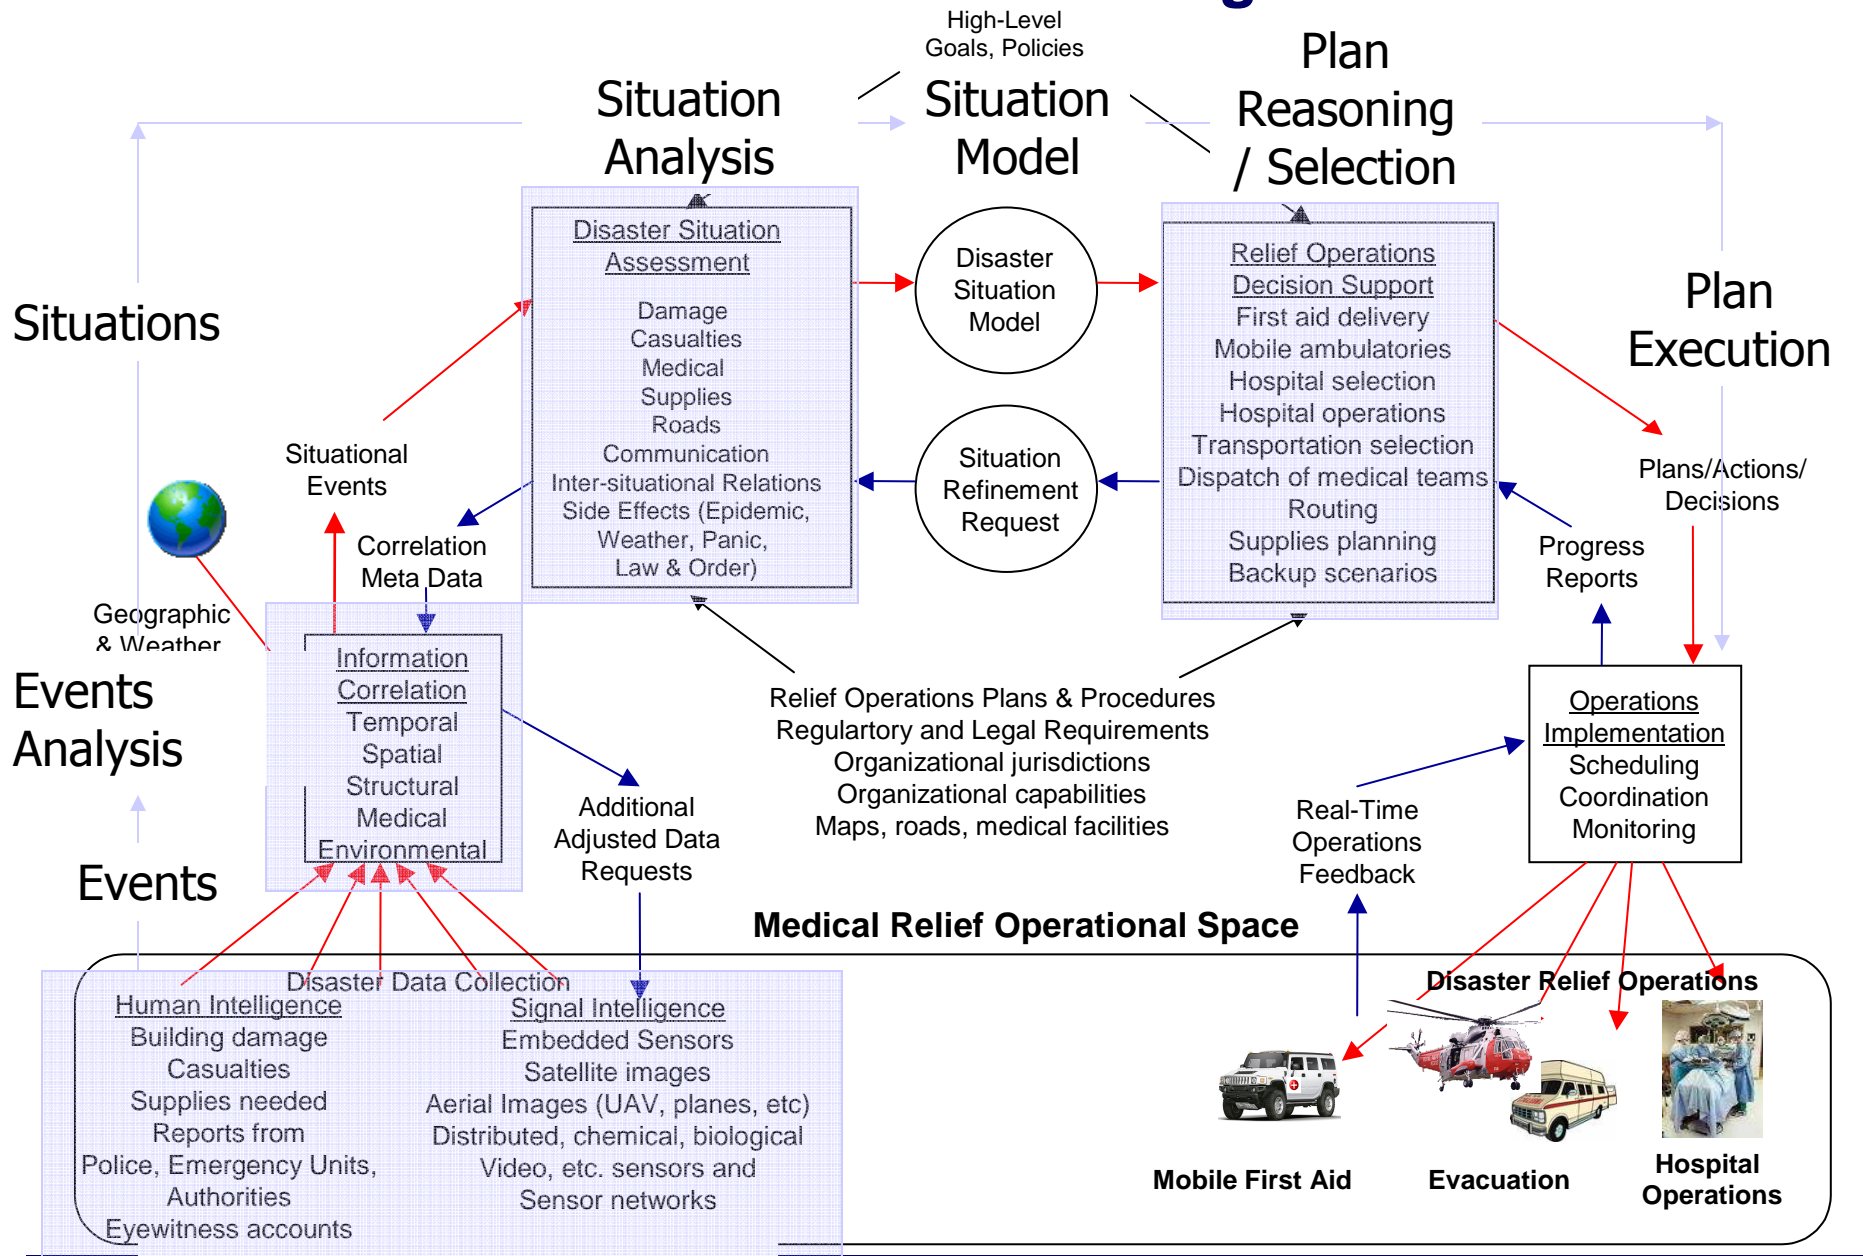 High-Level
Goals, Policies
Situation
Analysis
Situation
Model
Plan
Reasoning
/ Selection
Situations
Plan
Execution
Disaster Situation
Assessment
Damage
Casualties
Medical
Supplies
Roads
Communication
Inter-situational Relations
Side Effects (Epidemic,
Weather, Panic,
Law & Order)
Disaster
Situation
Model
Situation
Refinement
Request
Relief Operations
Decision Support
First aid delivery
Mobile ambulatories
Hospital selection
Hospital operations
Transportation selection
Dispatch of medical teams
Routing
Supplies planning
Backup scenarios
Situational
Events
Correlation
Meta Data
Geographic
& Weather
Plans/Actions/
Decisions
Progress
Reports
Events
Analysis
Information
Correlation
Temporal
Spatial
Structural
Medical
Environmental
Additional
Adjusted Data
Requests
Relief Operations Plans & Procedures
Regulartory and Legal Requirements
Organizational jurisdictions
Organizational capabilities
Maps, roads, medical facilities
Real-Time
Operations
Feedback
Operations
Implementation
Scheduling
Coordination
Monitoring
Events
Medical Relief Operational Space
Disaster Data Collection
Human Intelligence
Building damage
Casualties
Supplies needed
Reports from
Police, Emergency Units,
Authorities
Eyewitness accounts
Signal Intelligence
Embedded Sensors
Satellite images
Aerial Images (UAV, planes, etc)
Distributed, chemical, biological
Video, etc. sensors and
Sensor networks
Disaster Relief Operations
Mobile First Aid
Evacuation
Hospital
Operations